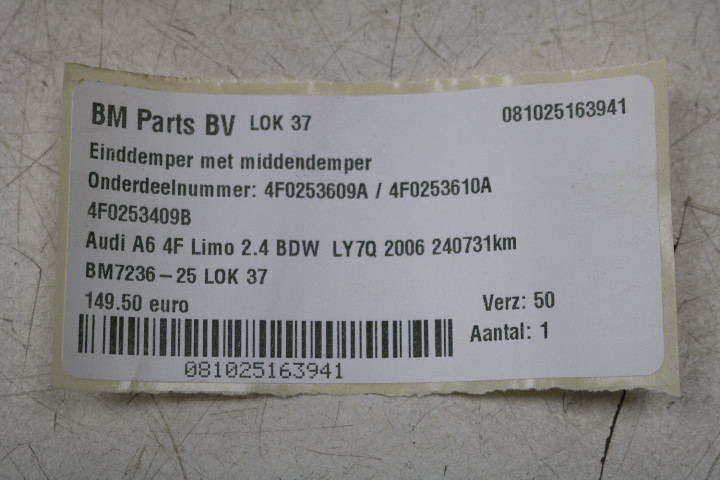 BM Parts BV LOK 37 081025163941
Einddemper met middendemper
Onderdeelnummer: 4F0253609A / 4F0253610A
4F0253409B
Audi A6 4F Limo 2.4 BDW LY7Q 2006 240731km
BM7236-25 LOK 37
149.50 euro Verz: 50
Aantal: 1
081025163941